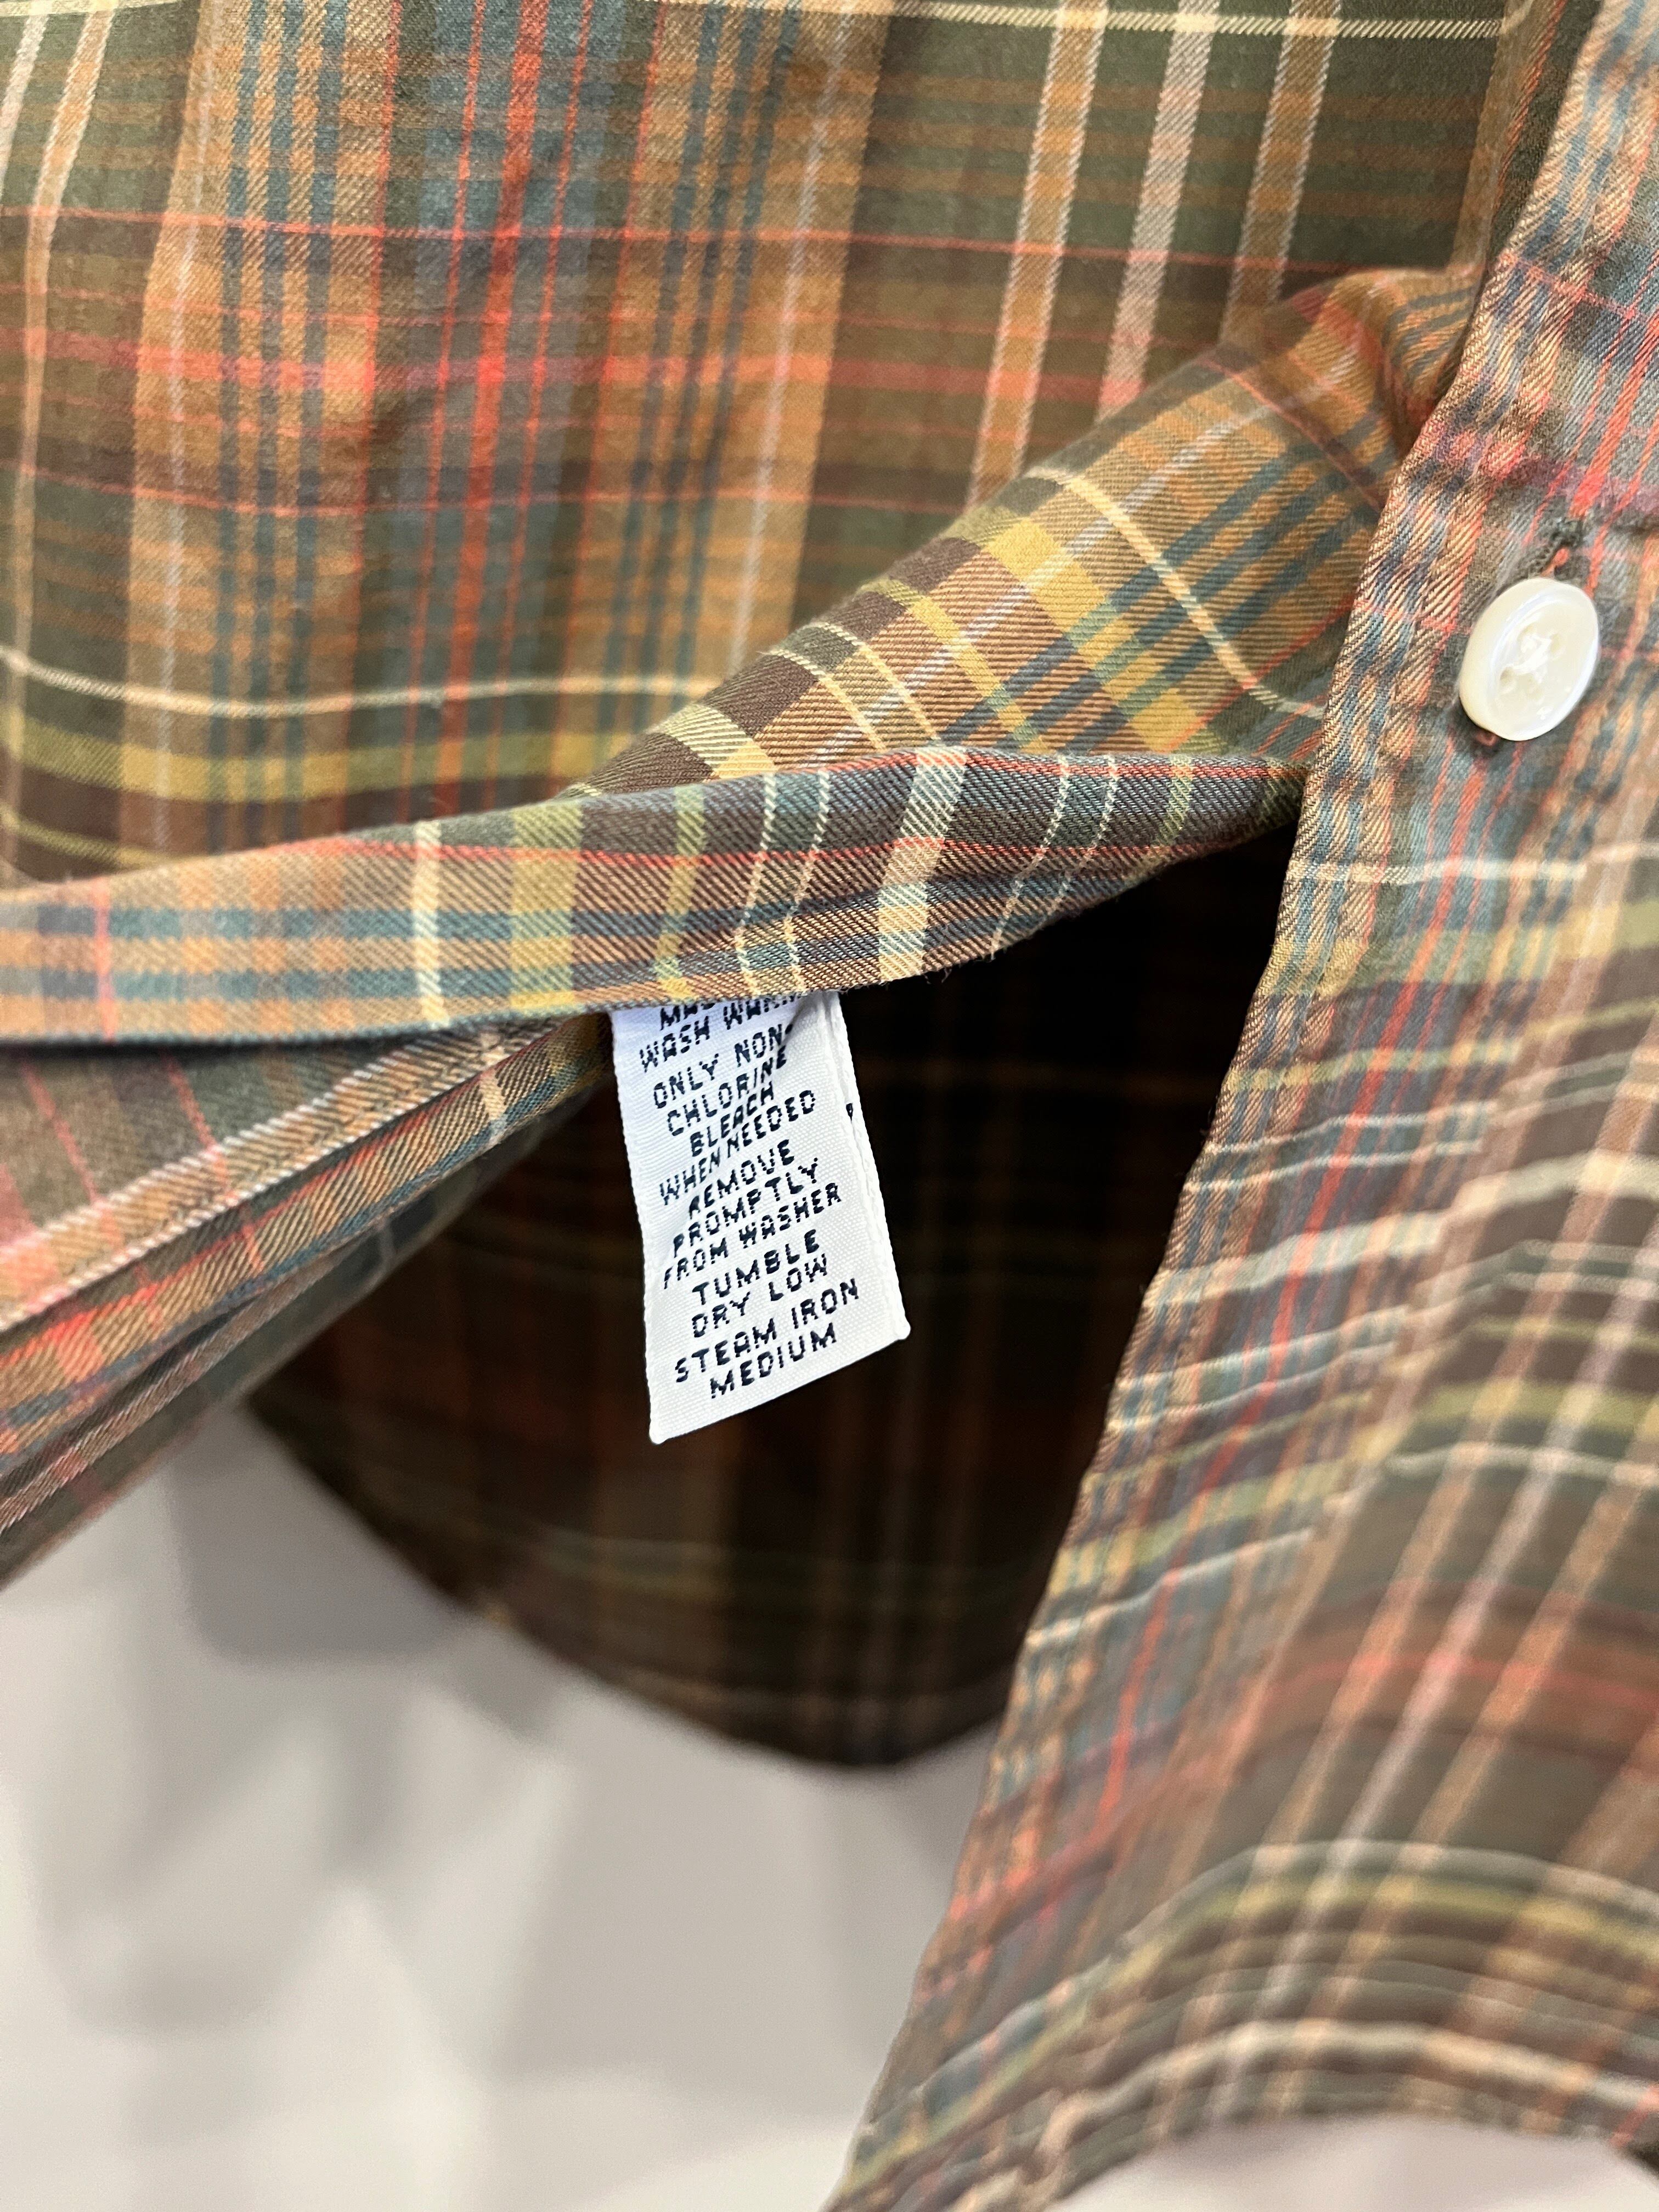 WASH WARM
ONLY NON-
CHLORINE
BLEACH
WHEN NEEDED
REMOVE
PROMPTLY
FROM WASHER
TUMBLE
DRY LOW
STEAM IRON
MEDIUM